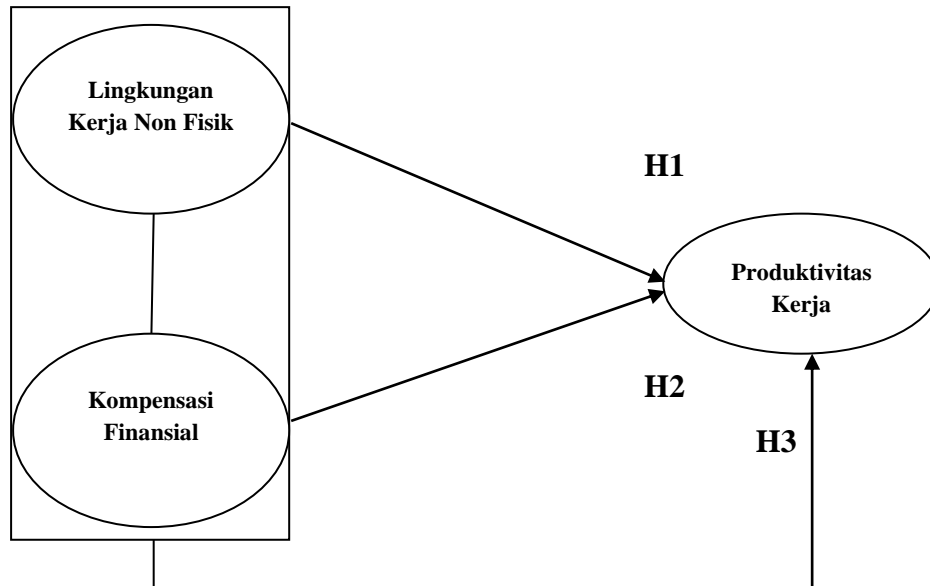 Lingkungan
Kerja Non Fisik
H1
Produktivitas
Kerja
Kompensasi
Finansial
H2
H3